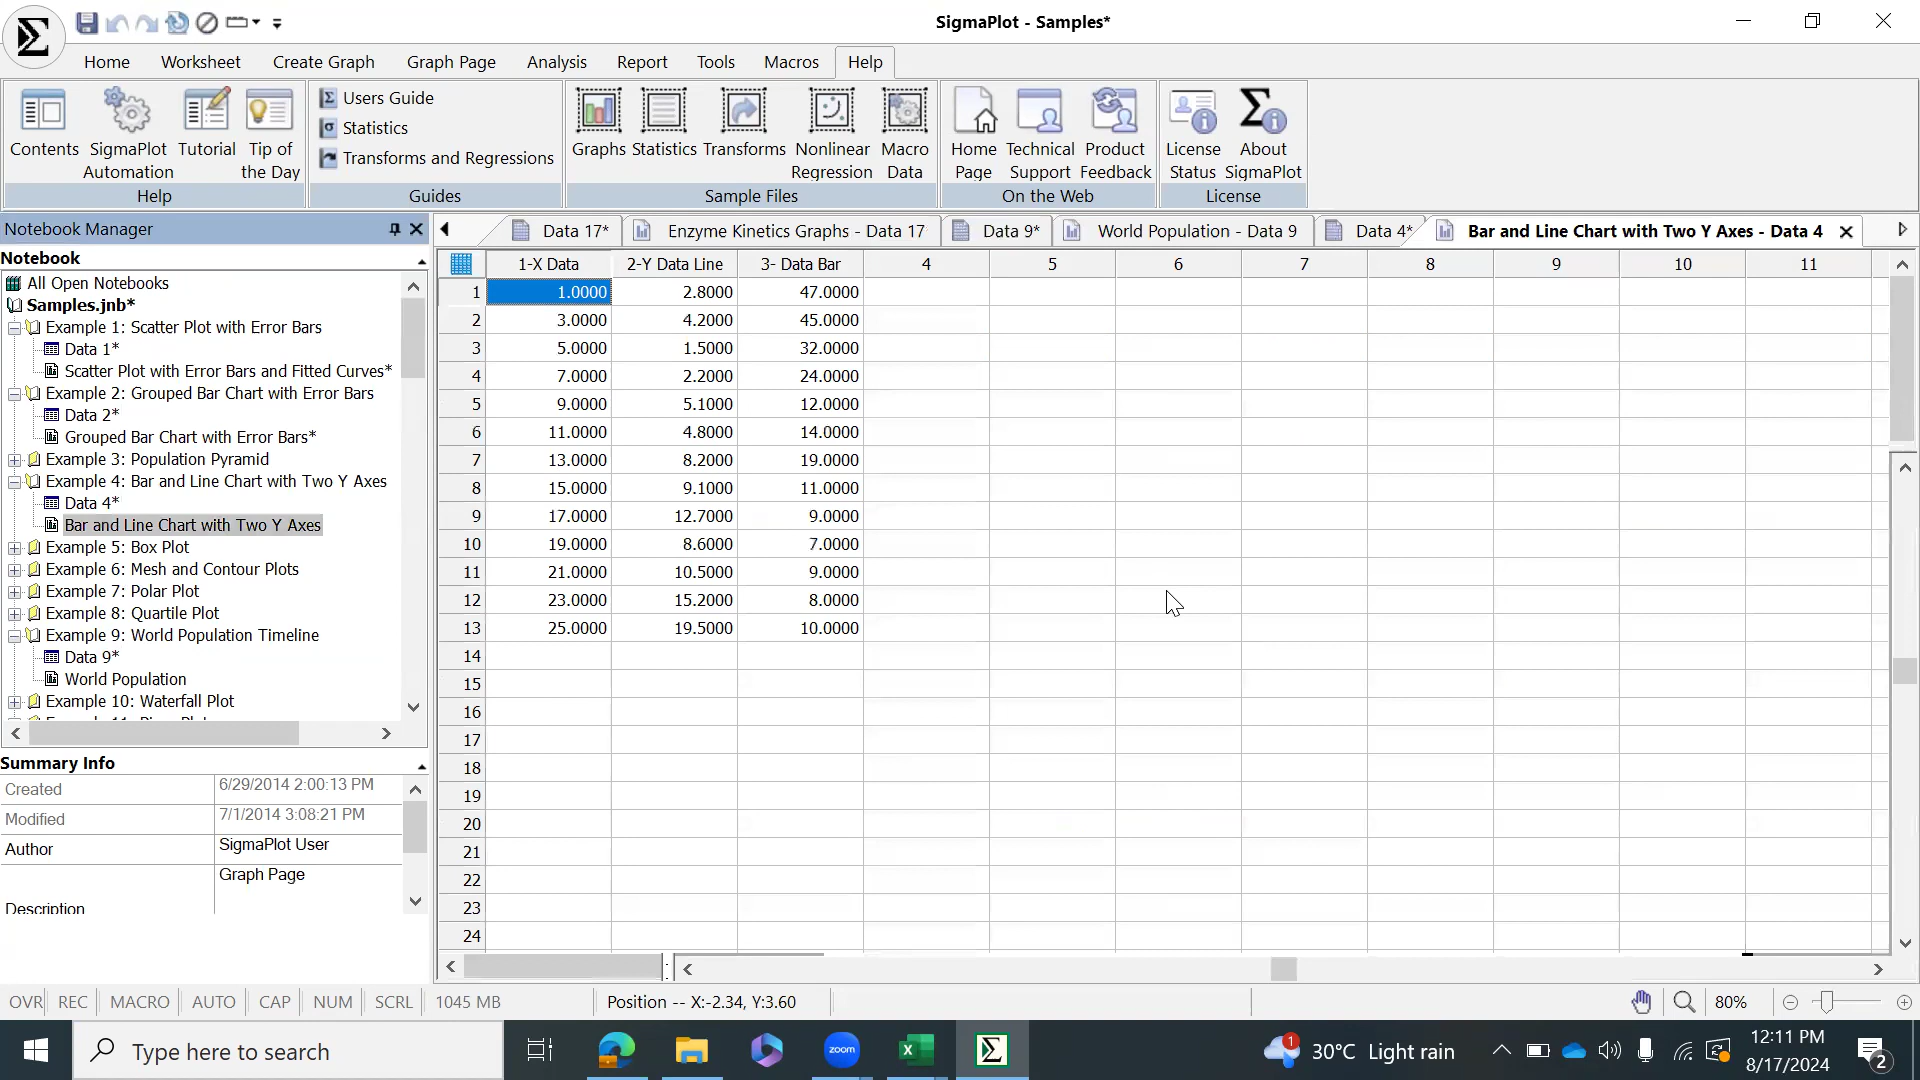 SigmaPlot - Samples*
Home Worksheet Create Graph Graph Page Analysis Report Tools Macros Help
Contents SigmaPlot Automation Tutorial Tip of the Day
Help
Users Guide
Statistics
Transforms and Regressions
Guides
Graphs Statistics Transforms Nonlinear Regression Macro Data
Sample Files
Home Page Technical Support Product Feedback
On the Web
License Status About SigmaPlot
License
Notebook Manager
Notebook
All Open Notebooks
Samples.jnb*
Example 1: Scatter Plot with Error Bars
Data 1*
Scatter Plot with Error Bars and Fitted Curves*
Example 2: Grouped Bar Chart with Error Bars
Data 2*
Grouped Bar Chart with Error Bars*
Example 3: Population Pyramid
Example 4: Bar and Line Chart with Two Y Axes
Data 4*
Bar and Line Chart with Two Y Axes
Example 5: Box Plot
Example 6: Mesh and Contour Plots
Example 7: Polar Plot
Example 8: Quartile Plot
Example 9: World Population Timeline
Data 9*
World Population
Example 10: Waterfall Plot
Summary Info
Created 6/29/2014 2:00:13 PM
Modified 7/1/2014 3:08:21 PM
Author SigmaPlot User
Graph Page
Description
Data 17* Enzyme Kinetics Graphs - Data 17 Data 9* World Population - Data 9 Data 4* Bar and Line Chart with Two Y Axes - Data 4
1-X Data 2-Y Data Line 3- Data Bar 4 5 6 7 8 9 10 11
1 1.0000 2.8000 47.0000
2 3.0000 4.2000 45.0000
3 5.0000 1.5000 32.0000
4 7.0000 2.2000 24.0000
5 9.0000 5.1000 12.0000
6 11.0000 4.8000 14.0000
7 13.0000 8.2000 19.0000
8 15.0000 9.1000 11.0000
9 17.0000 12.7000 9.0000
10 19.0000 8.6000 7.0000
11 21.0000 10.5000 9.0000
12 23.0000 15.2000 8.0000
13 25.0000 19.5000 10.0000
14
15
16
17
18
19
20
21
22
23
24
OVR REC MACRO AUTO CAP NUM SCRL 1045 MB Position -- X:-2.34, Y:3.60 80%
Type here to search
zoom
1
30°C Light rain
12:11 PM
8/17/2024
2